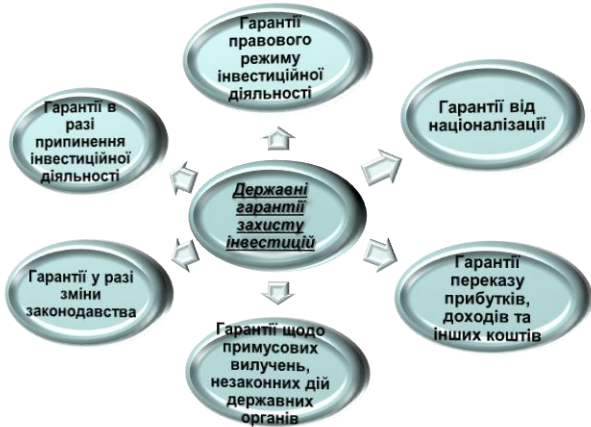 Гарантії
правового
режиму
інвестиційної
діяльності
Гарантії від
націоналізації
Гарантії в
разі
припинення
інвестиційної
діяльності
Державні
гарантії
захисту
інвестицій
Гарантії у разі
зміни
законодавства
Гарантії
переказу
прибутків,
доходів та
інших коштів
Гарантії щодо
примусових
вилучень,
незаконних дій
державних
органів